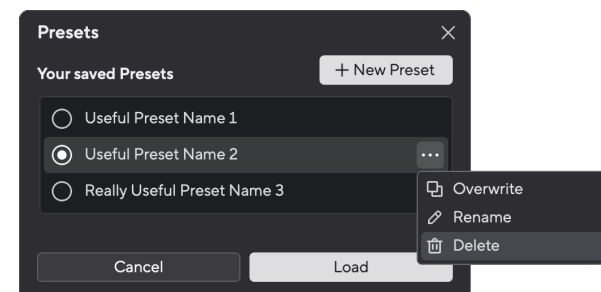 Presets
Your saved Presets
+ New Preset
Useful Preset Name 1
Useful Preset Name 2
Really Useful Preset Name 3
Overwrite
Rename
Delete
Cancel
Load